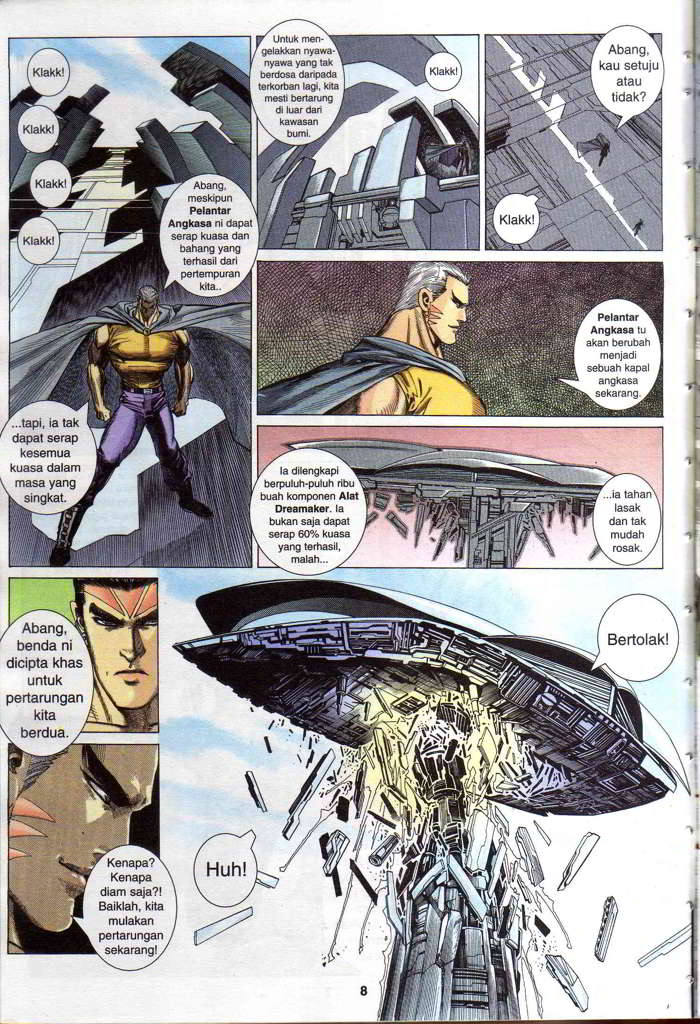 Klakk!
Klakk!
Klakk!
Klakk!
Abang,
meskipun
Pelantar
Angkasa ni dapat
serap kuasa dan
bahang yang
terhasil dari
pertempuran
kita..
...tapi, ia tak
dapat serap
kesemua
kuasa dalam
masa yang
singkat.
Untuk men-
gelakkan nyawa-
nyawa yang tak
berdosa daripada
terkorban lagi, kita
mesti bertarung
di luar dari
kawasan
bumi.
Klakk!
Abang,
kau setuju
atau
tidak?
Klakk!
Pelantar
Angkasa tu
akan berubah
menjadi
sebuah kapal
angkasa
sekarang.
Ia dilengkapi
berpuluh-puluh ribu
buah komponen Alat
Dreamaker. Ia
bukan saja dapat
serap 60% kuasa
yang terhasil,
malah...
...ia tahan
lasak
dan tak
mudah
rosak.
Abang,
benda ni
dicipta khas
untuk
pertarungan
kita
berdua.
Bertolak!
Kenapa?
Kenapa
diam saja?!
Baiklah, kita
mulakan
pertarungan
sekarang!
Huh!
8